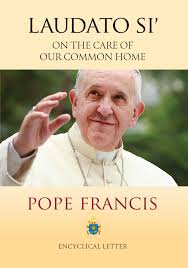 LAUDATO SI'
ON THE CARE OF
OUR COMMON HOME
POPE FRANCIS
ENCYCLICAL LETTER